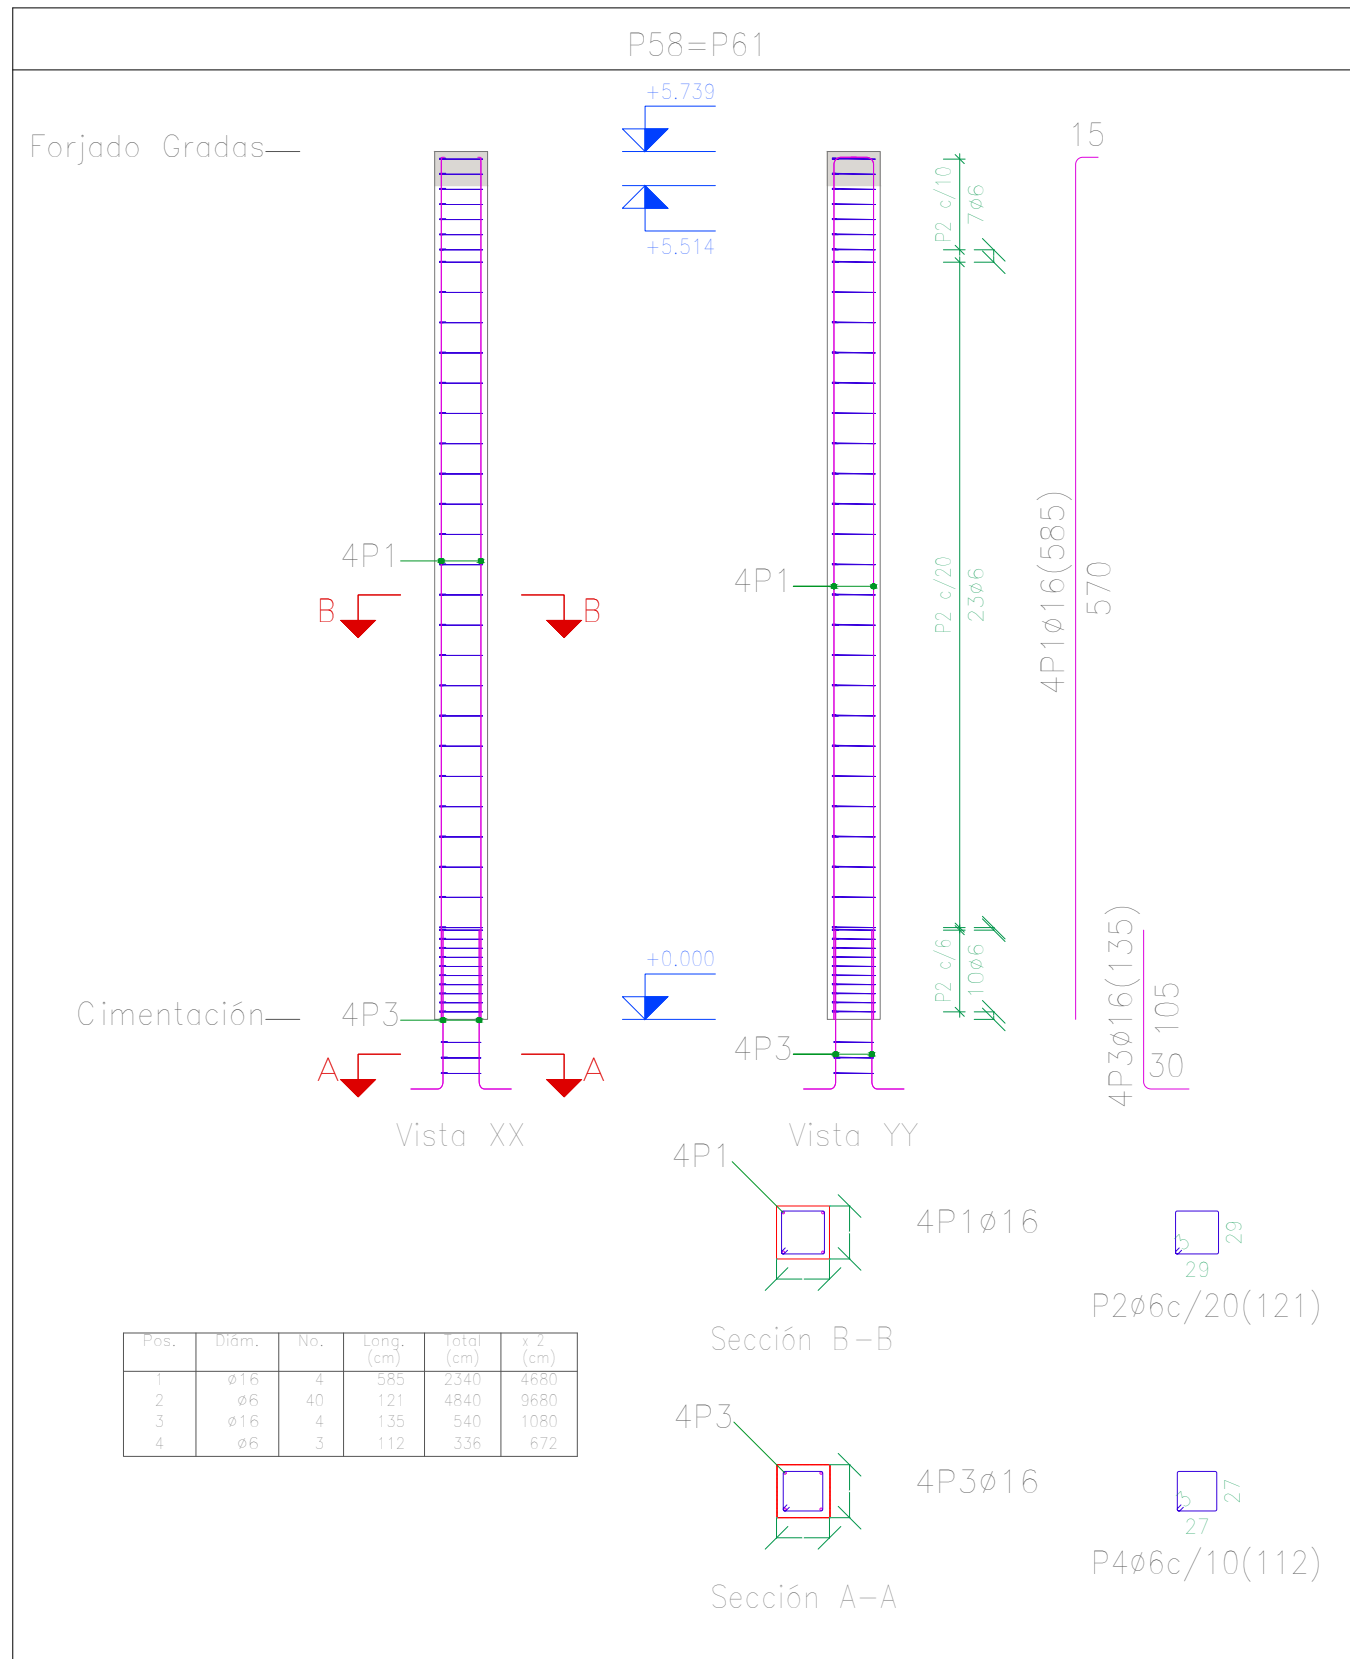 P58=P61
Forjado Gradas
+5.739
+5.514
P2 c/10
7ø6
15
4P1
4P1
B B
P2 c/20
23ø6
4P1ø16(585)
570
+0.000
P2 c/6
10ø6
Cimentación
4P3
4P3
A A
4P3ø16(135)
105
30
Vista XX
Vista YY
4P1
4P1ø16
3
29
29
P2ø6c/20(121)
Sección B-B
Pos. Diám. No. Long. (cm) Total (cm) x 2 (cm)
1 ø16 4 585 2340 4680
2 ø6 40 121 4840 9680
3 ø16 4 135 540 1080
4 ø6 3 112 336 672
4P3
4P3ø16
3
27
27
P4ø6c/10(112)
Sección A-A